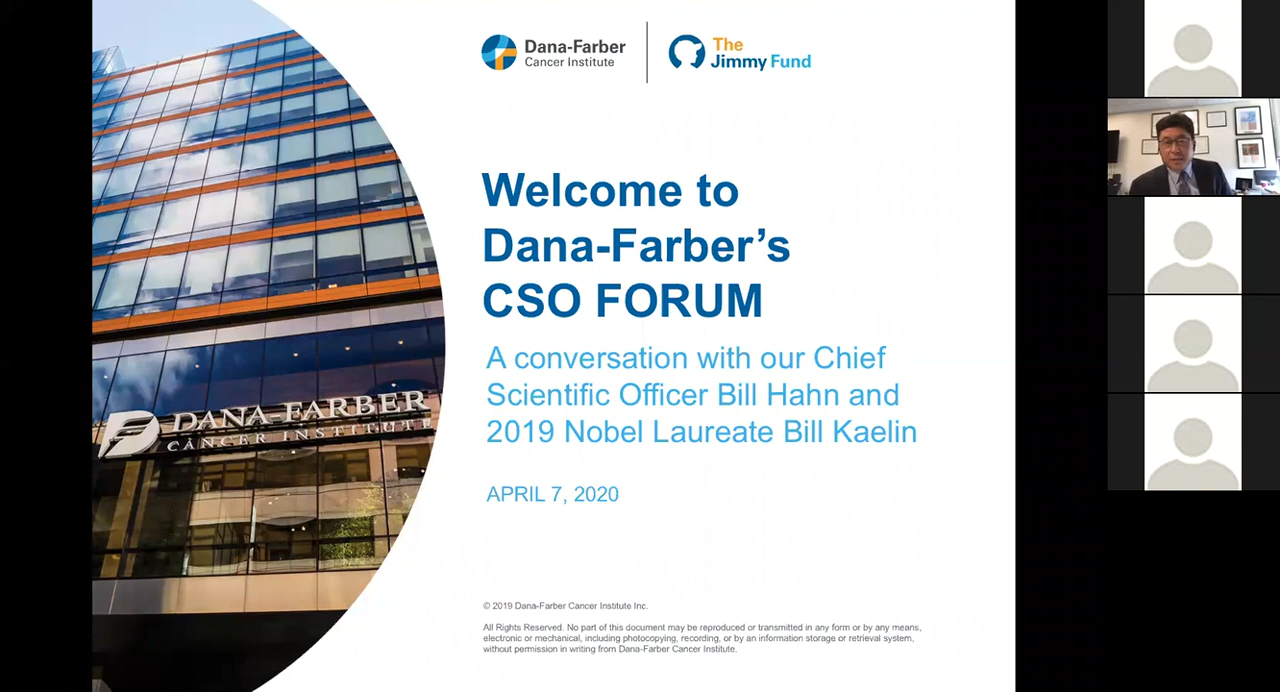 Dana-Farber
Cancer Institute
The
Jimmy Fund
Welcome to
Dana-Farber’s
CSO FORUM
A conversation with our Chief
Scientific Officer Bill Hahn and
2019 Nobel Laureate Bill Kaelin
APRIL 7, 2020
DANA-FARBER
CANCER INSTITUTE
© 2019 Dana-Farber Cancer Institute Inc.
All Rights Reserved. No part of this document may be reproduced or transmitted in any form or by any means,
electronic or mechanical, including photocopying, recording, or by an information storage or retrieval system,
without permission in writing from Dana-Farber Cancer Institute.